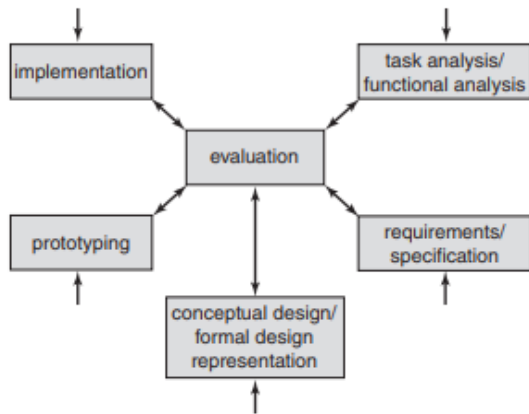 implementation
task analysis/
functional analysis
evaluation
prototyping
requirements/
specification
conceptual design/
formal design
representation